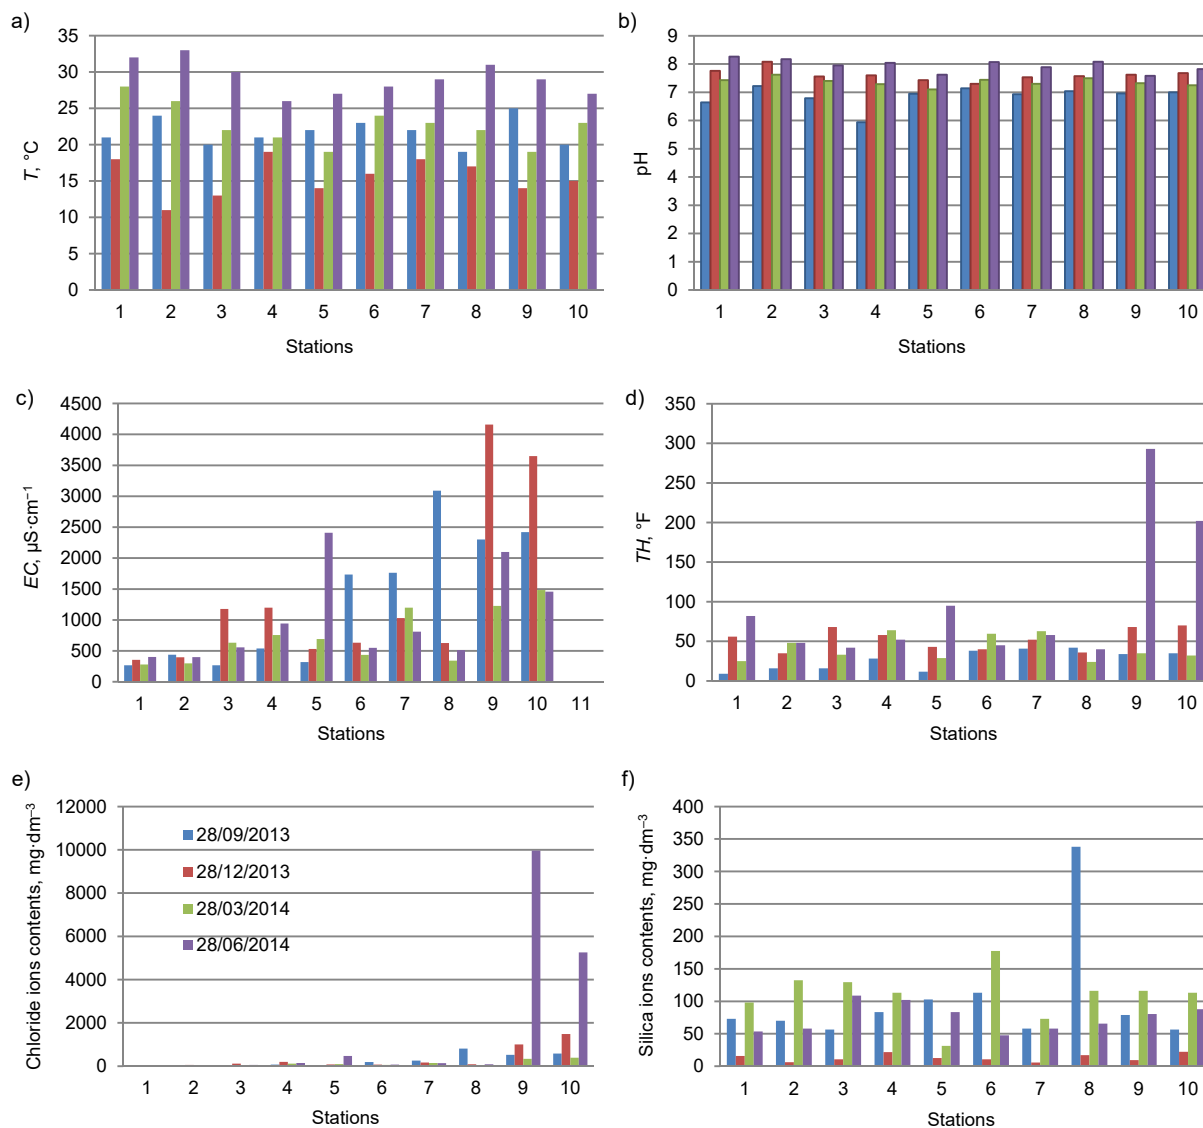 a)
35
30
25
20
15
10
5
0
T, °C
1 2 3 4 5 6 7 8 9 10
Stations
b)
9
8
7
6
5
4
3
2
1
0
pH
1 2 3 4 5 6 7 8 9 10
Stations
c)
4500
4000
3500
3000
2500
2000
1500
1000
500
0
EC, µS·cm⁻¹
1 2 3 4 5 6 7 8 9 10 11
Stations
d)
350
300
250
200
150
100
50
0
TH, °F
1 2 3 4 5 6 7 8 9 10
Stations
e)
12000
10000
8000
6000
4000
2000
0
Chloride ions contents, mg·dm⁻³
28/09/2013
28/12/2013
28/03/2014
28/06/2014
1 2 3 4 5 6 7 8 9 10
Stations
f)
400
350
300
250
200
150
100
50
0
Silica ions contents, mg·dm⁻³
1 2 3 4 5 6 7 8 9 10
Stations